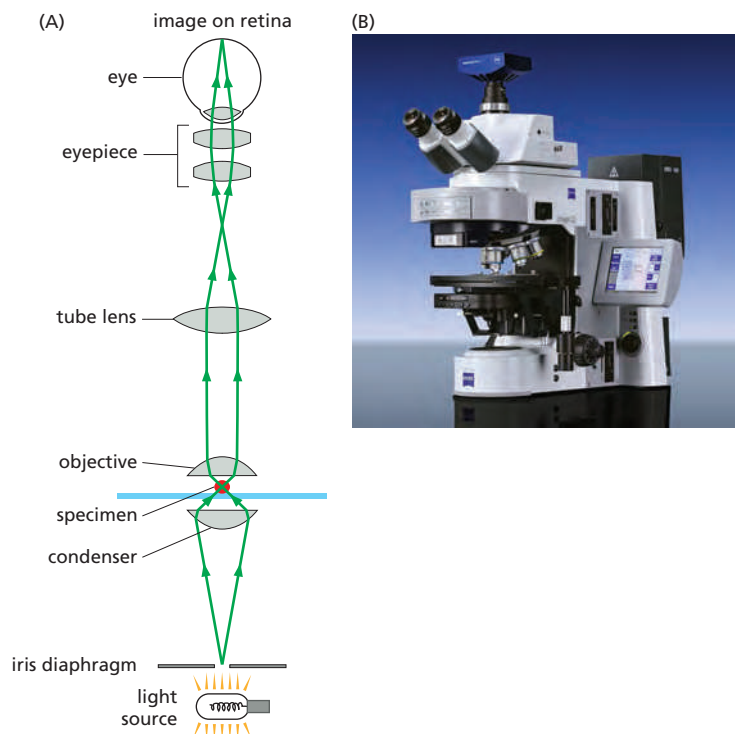 (A)
image on retina
eye
eyepiece
tube lens
objective
specimen
condenser
iris diaphragm
light
source
(B)